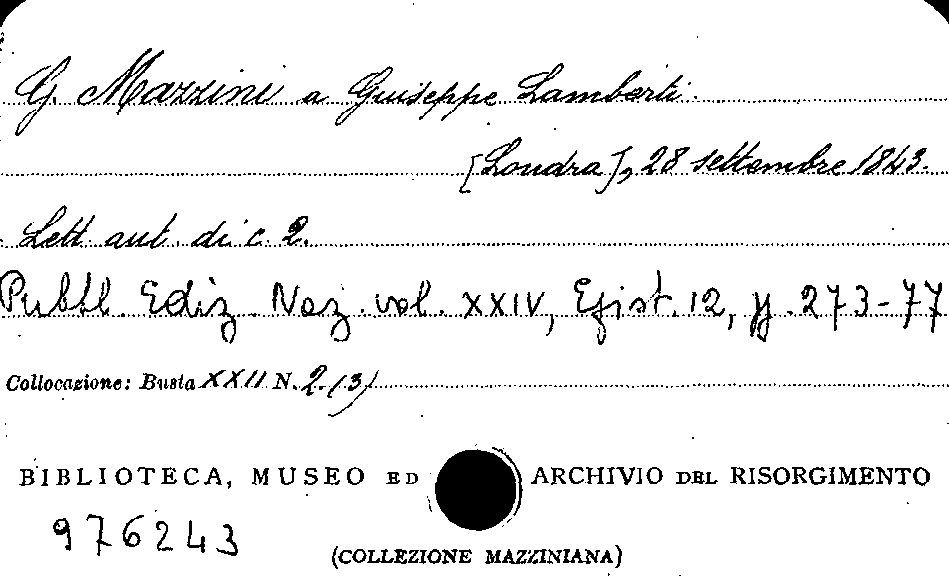 G. Mazzini a Giuseppe Lamberti.
[Londra], 28 settembre 1843.
Lett. aut. di c. 2.
Pubbl. Ediz. Naz. vol. XXIV, Epist. 12, p. 273-77
Collocazione: Busta XXII N. 2 (3)
BIBLIOTECA, MUSEO ED ARCHIVIO DEL RISORGIMENTO
976243
(COLLEZIONE MAZZINIANA)